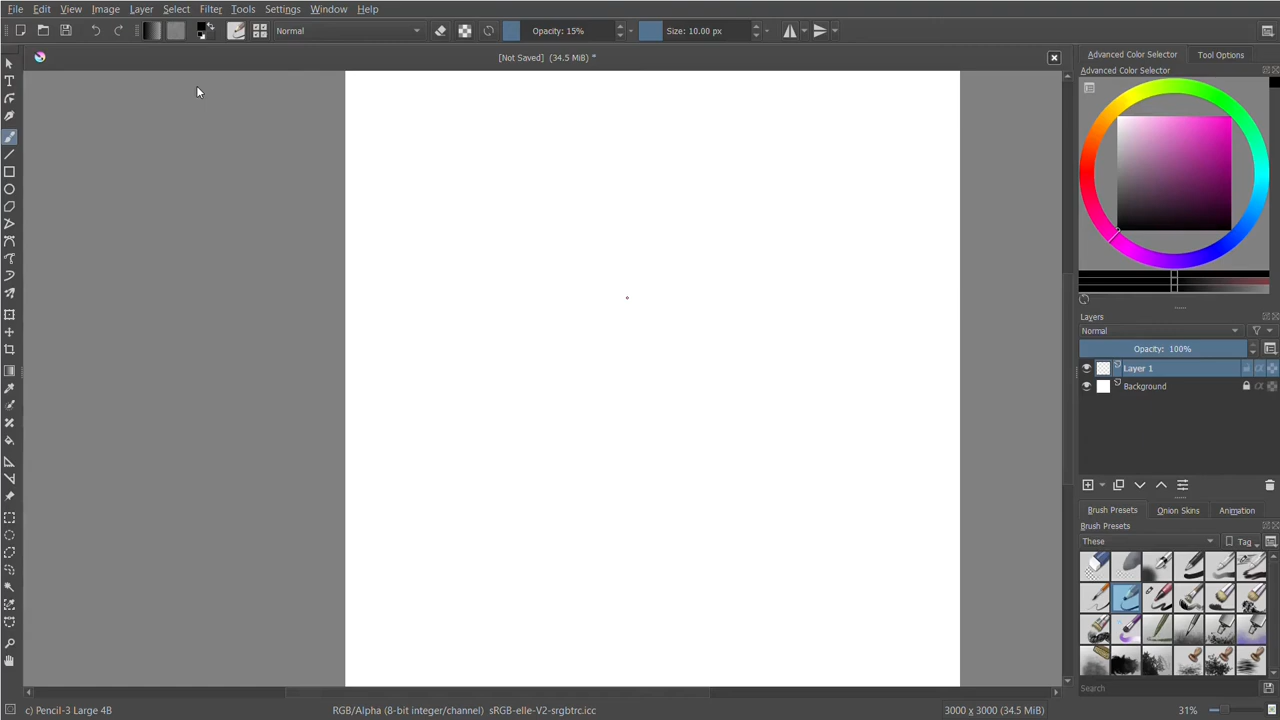 File Edit View Image Layer Select Filter Tools Settings Window Help
Normal Opacity: 15% Size: 10.00 px
[Not Saved] (34.5 MiB) *
Advanced Color Selector Tool Options
Advanced Color Selector
Layers
Normal
Opacity: 100%
Layer 1
Background
Brush Presets Onion Skins Animation
Brush Presets
These Tag
Search
c) Pencil-3 Large 4B RGB/Alpha (8-bit integer/channel) sRGB-elle-V2-srgbtrc.icc 3000 x 3000 (34.5 MiB) 31%